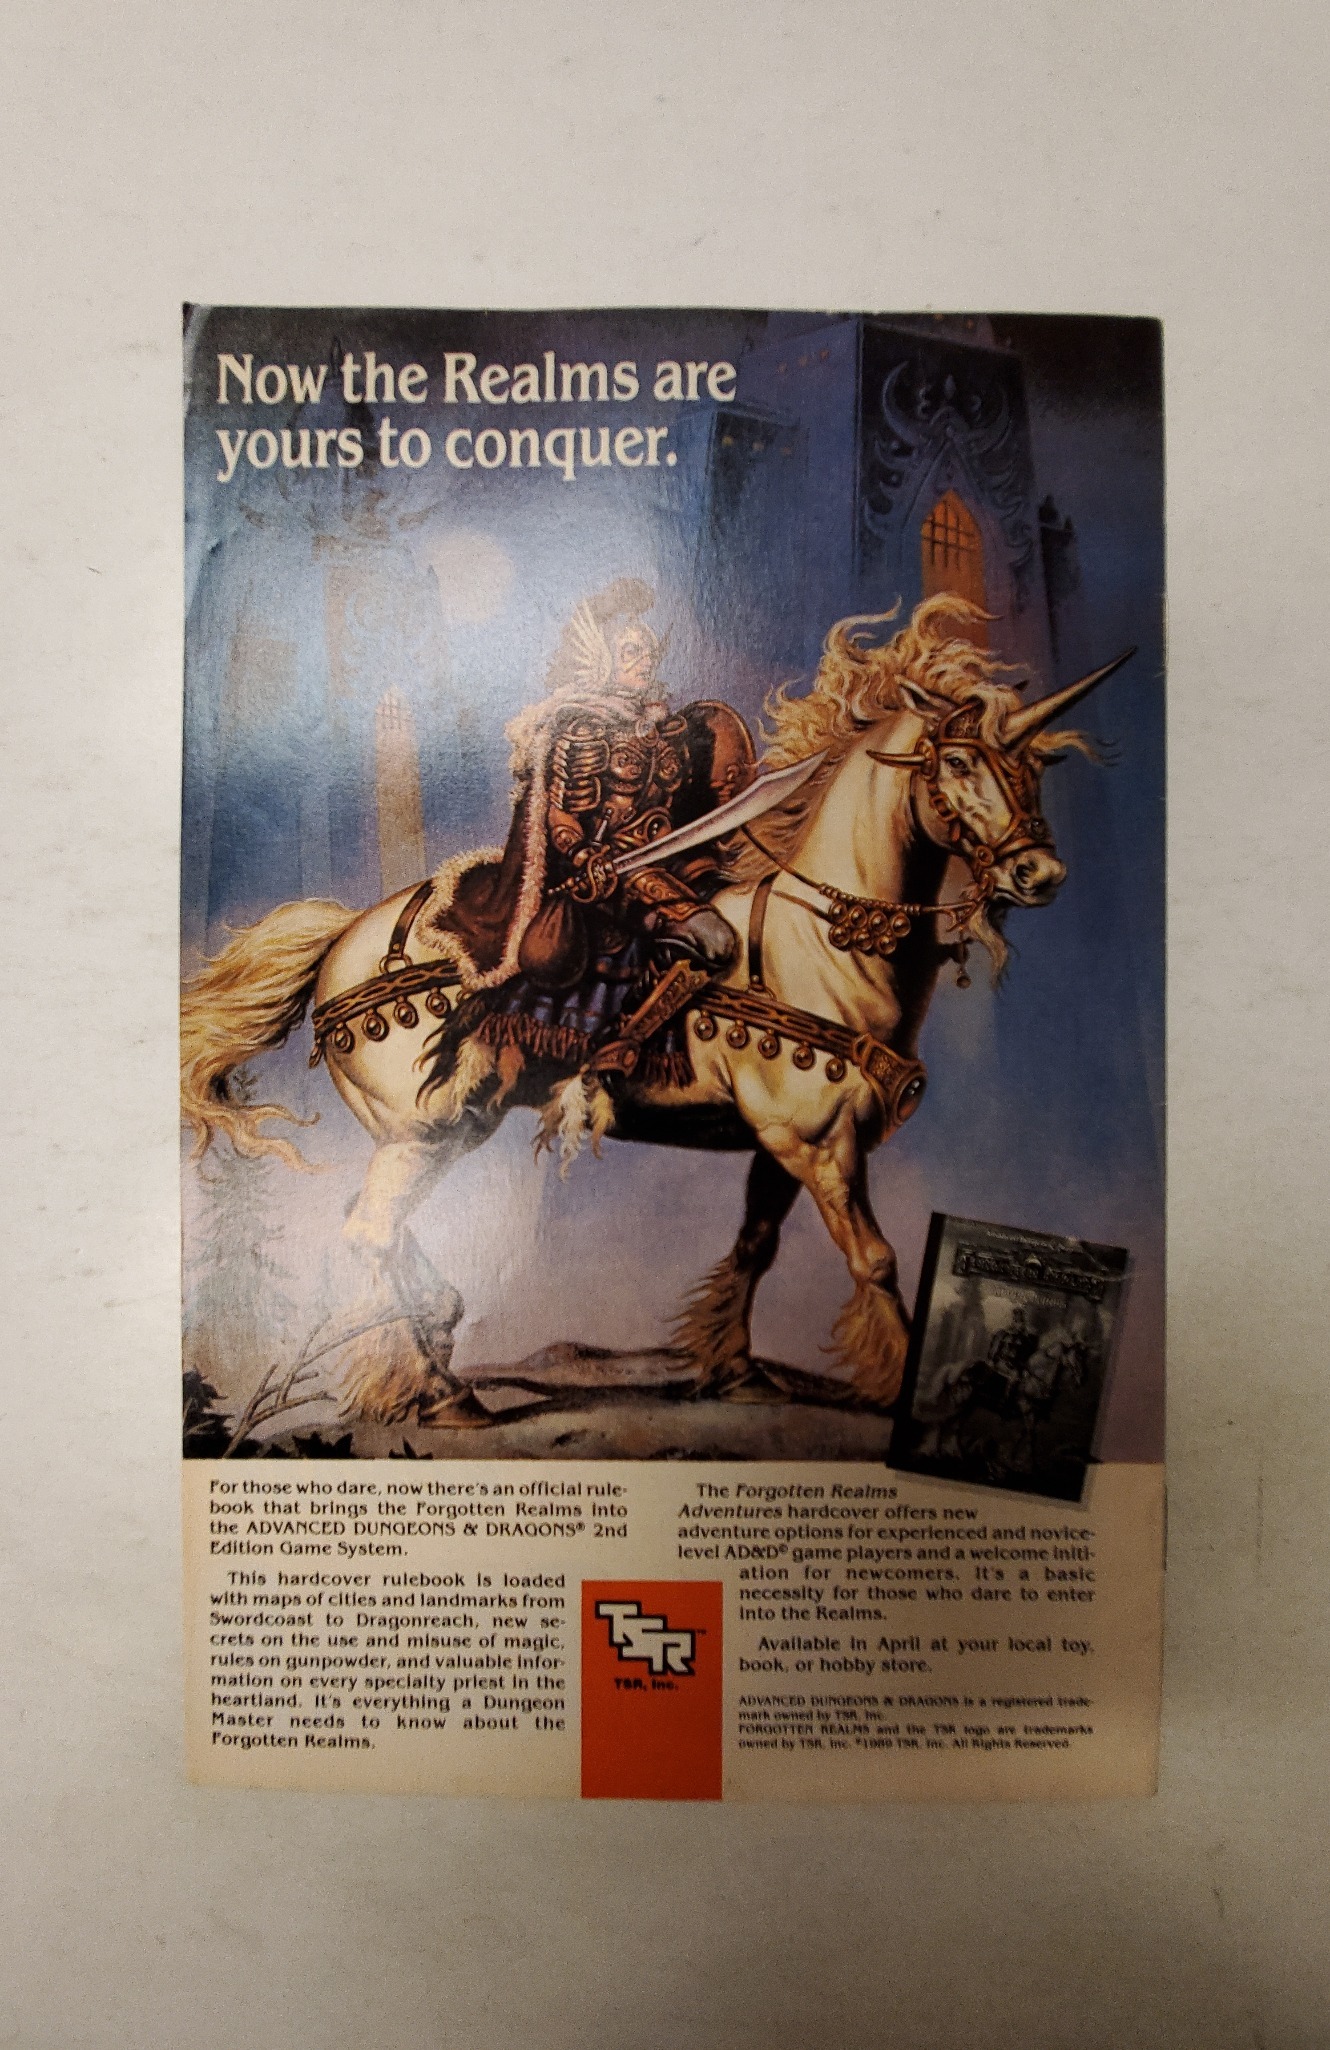 Now the Realms are
yours to conquer.
For those who dare, now there's an official rule-
book that brings the Forgotten Realms into
the ADVANCED DUNGEONS & DRAGONS® 2nd
Edition Game System.
This hardcover rulebook is loaded
with maps of cities and landmarks from
Swordcoast to Dragonreach, new se-
crets on the use and misuse of magic,
rules on gunpowder, and valuable infor-
mation on every specialty priest in the
heartland. It's everything a Dungeon
Master needs to know about the
Forgotten Realms.
TSR™
TSR, Inc.
The Forgotten Realms
Adventures hardcover offers new
adventure options for experienced and novice-
level AD&D® game players and a welcome initi-
ation for newcomers. It's a basic
necessity for those who dare to enter
into the Realms.
Available in April at your local toy,
book, or hobby store.
ADVANCED DUNGEONS & DRAGONS is a registered trade-
mark owned by TSR, Inc.
FORGOTTEN REALMS and the TSR logo are trademarks
owned by TSR, Inc. ©1989 TSR, Inc. All Rights Reserved.
FORGOTTEN REALMS